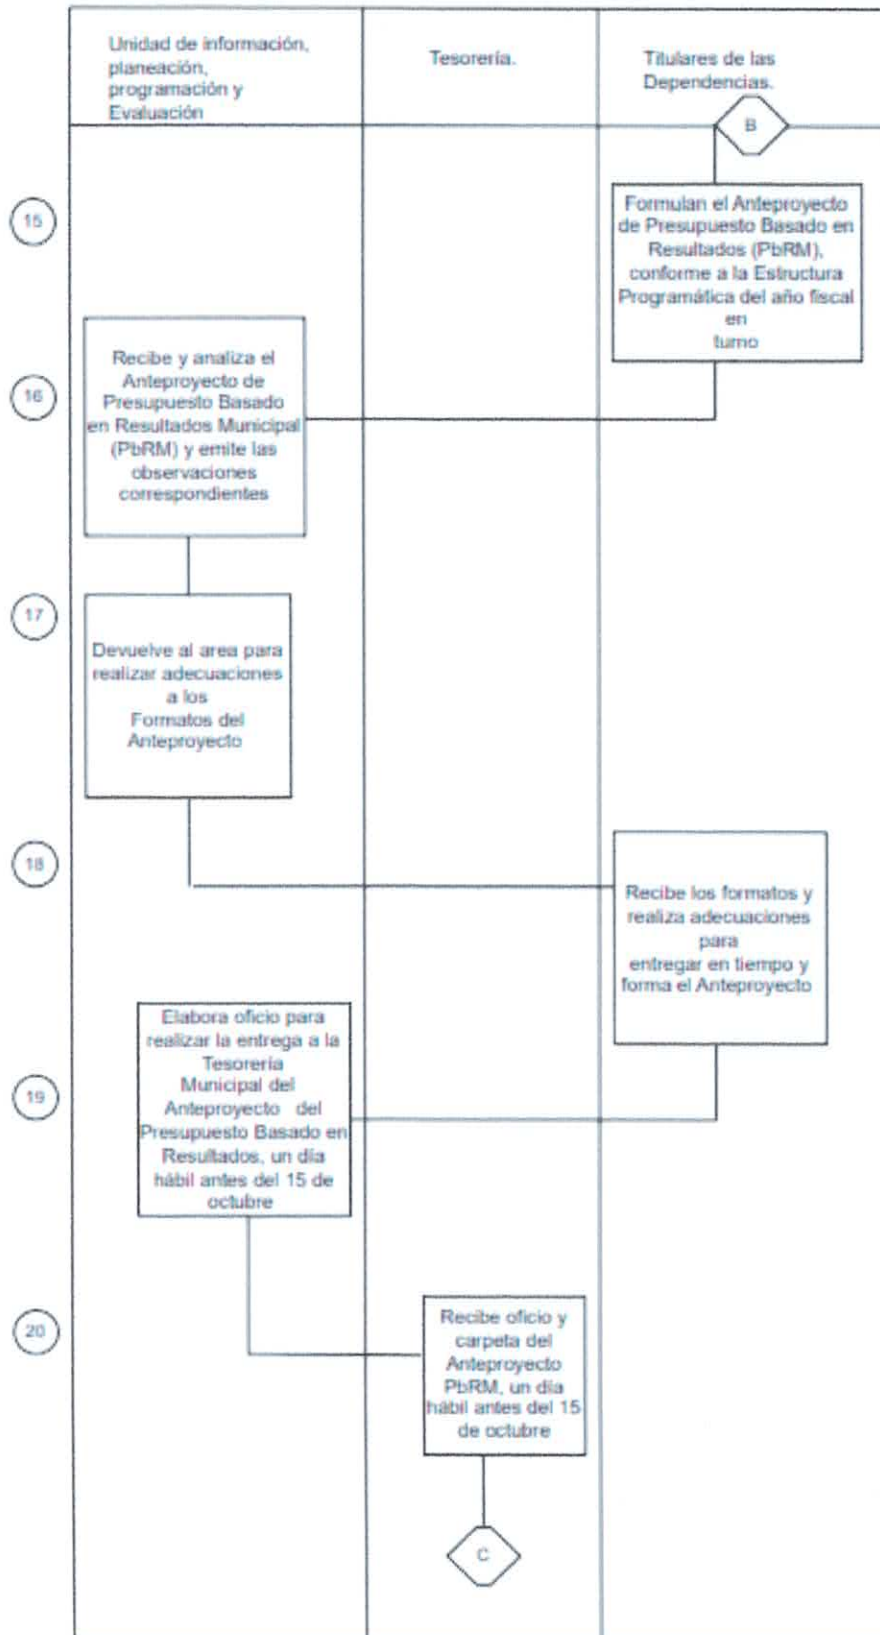 Unidad de información,
planeación,
programación y
Evaluación
Tesorería.
Titulares de las
Dependencias.
B
15
Formulan el Anteproyecto
de Presupuesto Basado en
Resultados (PbRM),
conforme a la Estructura
Programática del año fiscal
en
turno
16
Recibe y analiza el
Anteproyecto de
Presupuesto Basado
en Resultados Municipal
(PbRM) y emite las
observaciones
correspondientes
17
Devuelve al area para
realizar adecuaciones
a los
Formatos del
Anteproyecto
18
Recibe los formatos y
realiza adecuaciones
para
entregar en tiempo y
forma el Anteproyecto
19
Elabora oficio para
realizar la entrega a la
Tesorería
Municipal del
Anteproyecto del
Presupuesto Basado en
Resultados, un día
hábil antes del 15 de
octubre
20
Recibe oficio y
carpeta del
Anteproyecto
PbRM, un día
hábil antes del 15
de octubre
C